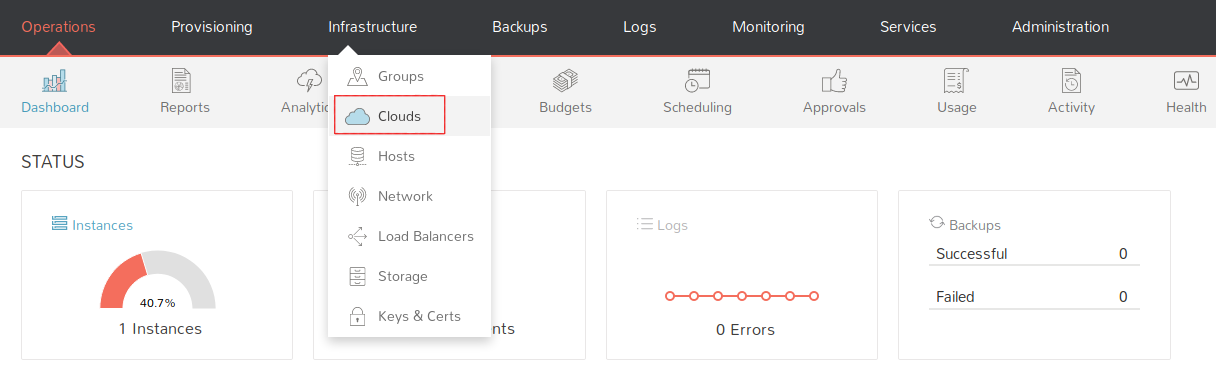 Operations Provisioning Infrastructure Backups Logs Monitoring Services Administration
Dashboard Reports Analytic Budgets Scheduling Approvals Usage Activity Health
Groups
Clouds
Hosts
Network
Load Balancers
Storage
Keys & Certs
STATUS
Instances
40.7%
1 Instances
nts
Logs
0 Errors
Backups
Successful 0
Failed 0